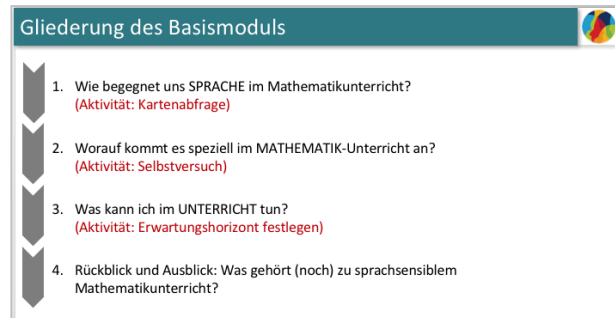 Gliederung des Basismoduls
1. Wie begegnet uns SPRACHE im Mathematikunterricht?
(Aktivität: Kartenabfrage)
2. Worauf kommt es speziell im MATHEMATIK-Unterricht an?
(Aktivität: Selbstversuch)
3. Was kann ich im UNTERRICHT tun?
(Aktivität: Erwartungshorizont festlegen)
4. Rückblick und Ausblick: Was gehört (noch) zu sprachsensiblem
Mathematikunterricht?